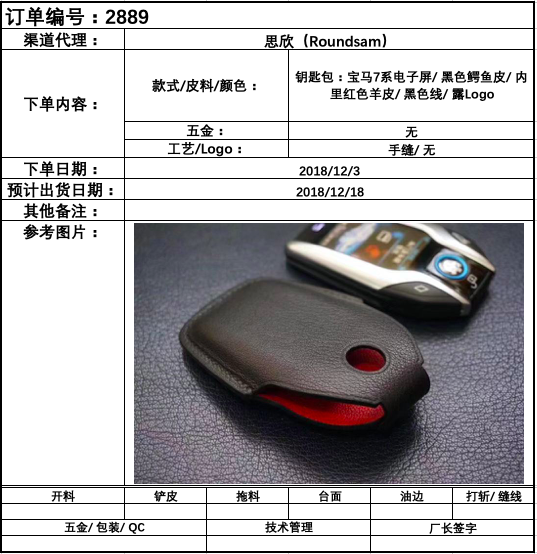 订单编号：2889
渠道代理：
思欣（Roundsam）
下单内容：
款式/皮料/颜色：
钥匙包：宝马7系电子屏/ 黑色鳄鱼皮/ 内
里红色羊皮/ 黑色线/ 露Logo
五金：
无
工艺/Logo：
手缝/ 无
下单日期：
2018/12/3
预计出货日期：
2018/12/18
其他备注：
参考图片：
开料
铲皮
拖料
台面
油边
打斩/ 缝线
五金/ 包装/ QC
技术管理
厂长签字